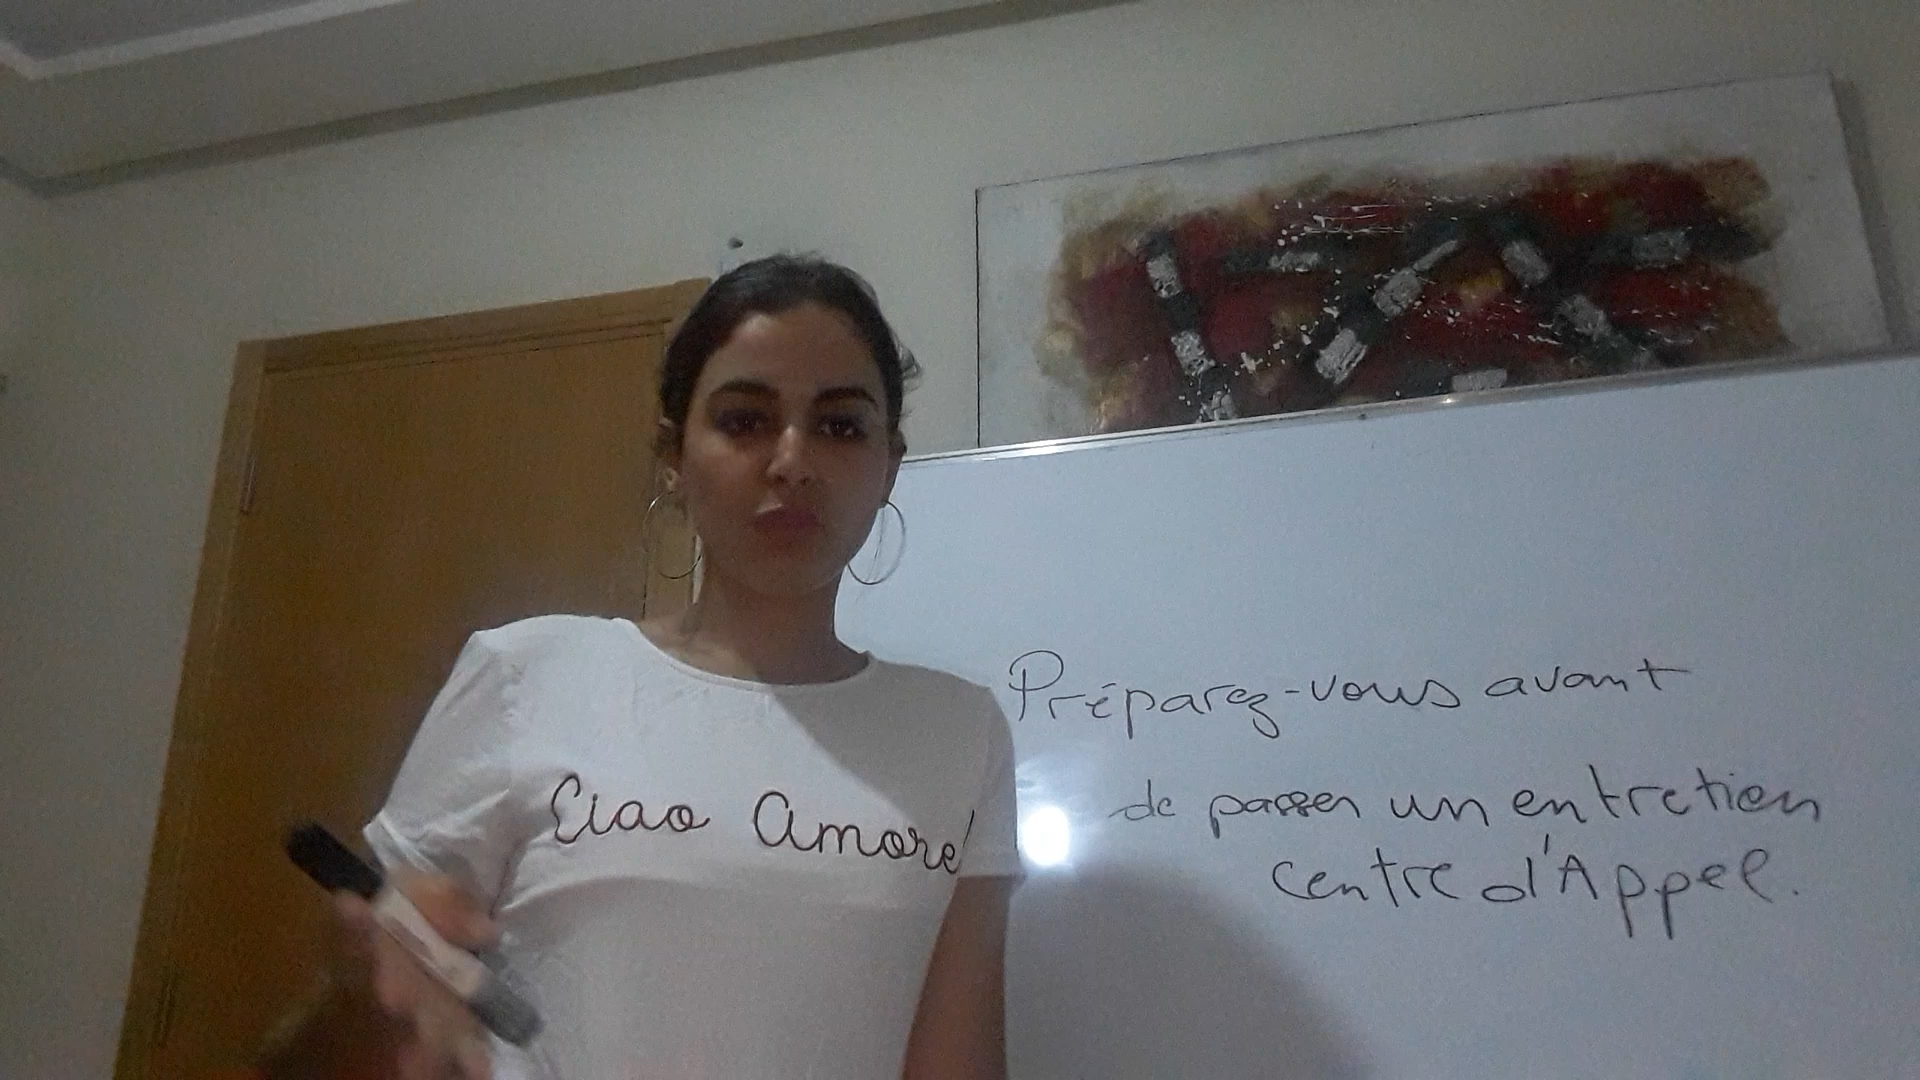 Ciao Amore!
Préparez-vous avant
de passer un entretien
centre d'Appel.